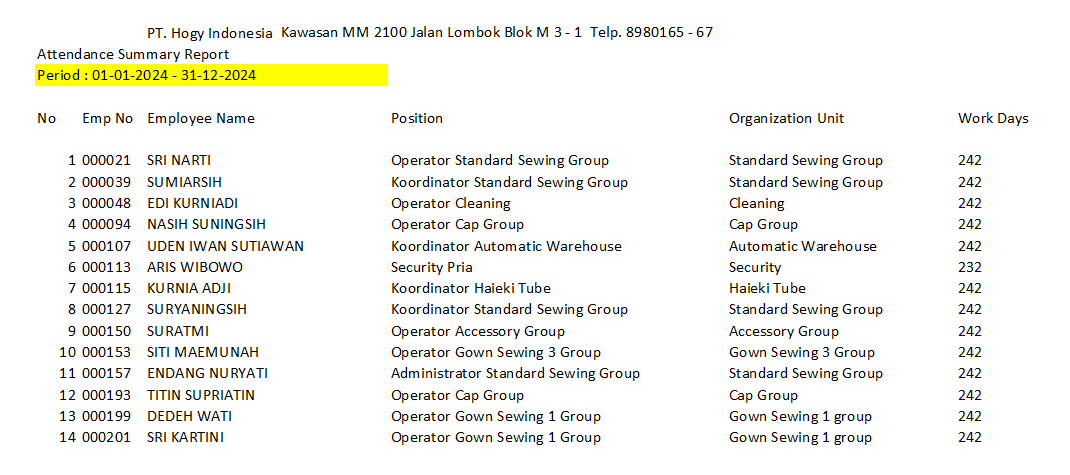 PT. Hogy Indonesia Kawasan MM 2100 Jalan Lombok Blok M 3 - 1 Telp. 8980165 - 67
Attendance Summary Report
Period : 01-01-2024 - 31-12-2024
No Emp No Employee Name Position Organization Unit Work Days
1 000021 SRI NARTI Operator Standard Sewing Group Standard Sewing Group 242
2 000039 SUMIARSIH Koordinator Standard Sewing Group Standard Sewing Group 242
3 000048 EDI KURNIADI Operator Cleaning Cleaning 242
4 000094 NASIH SUNINGSIH Operator Cap Group Cap Group 242
5 000107 UDEN IWAN SUTIAWAN Koordinator Automatic Warehouse Automatic Warehouse 242
6 000113 ARIS WIBOWO Security Pria Security 232
7 000115 KURNIA ADJI Koordinator Haieki Tube Haieki Tube 242
8 000127 SURYANINGSIH Koordinator Standard Sewing Group Standard Sewing Group 242
9 000150 SURATMI Operator Accessory Group Accessory Group 242
10 000153 SITI MAEMUNAH Operator Gown Sewing 3 Group Gown Sewing 3 Group 242
11 000157 ENDANG NURYATI Administrator Standard Sewing Group Standard Sewing Group 242
12 000193 TITIN SUPRIATIN Operator Cap Group Cap Group 242
13 000199 DEDEH WATI Operator Gown Sewing 1 Group Gown Sewing 1 group 242
14 000201 SRI KARTINI Operator Gown Sewing 1 Group Gown Sewing 1 group 242